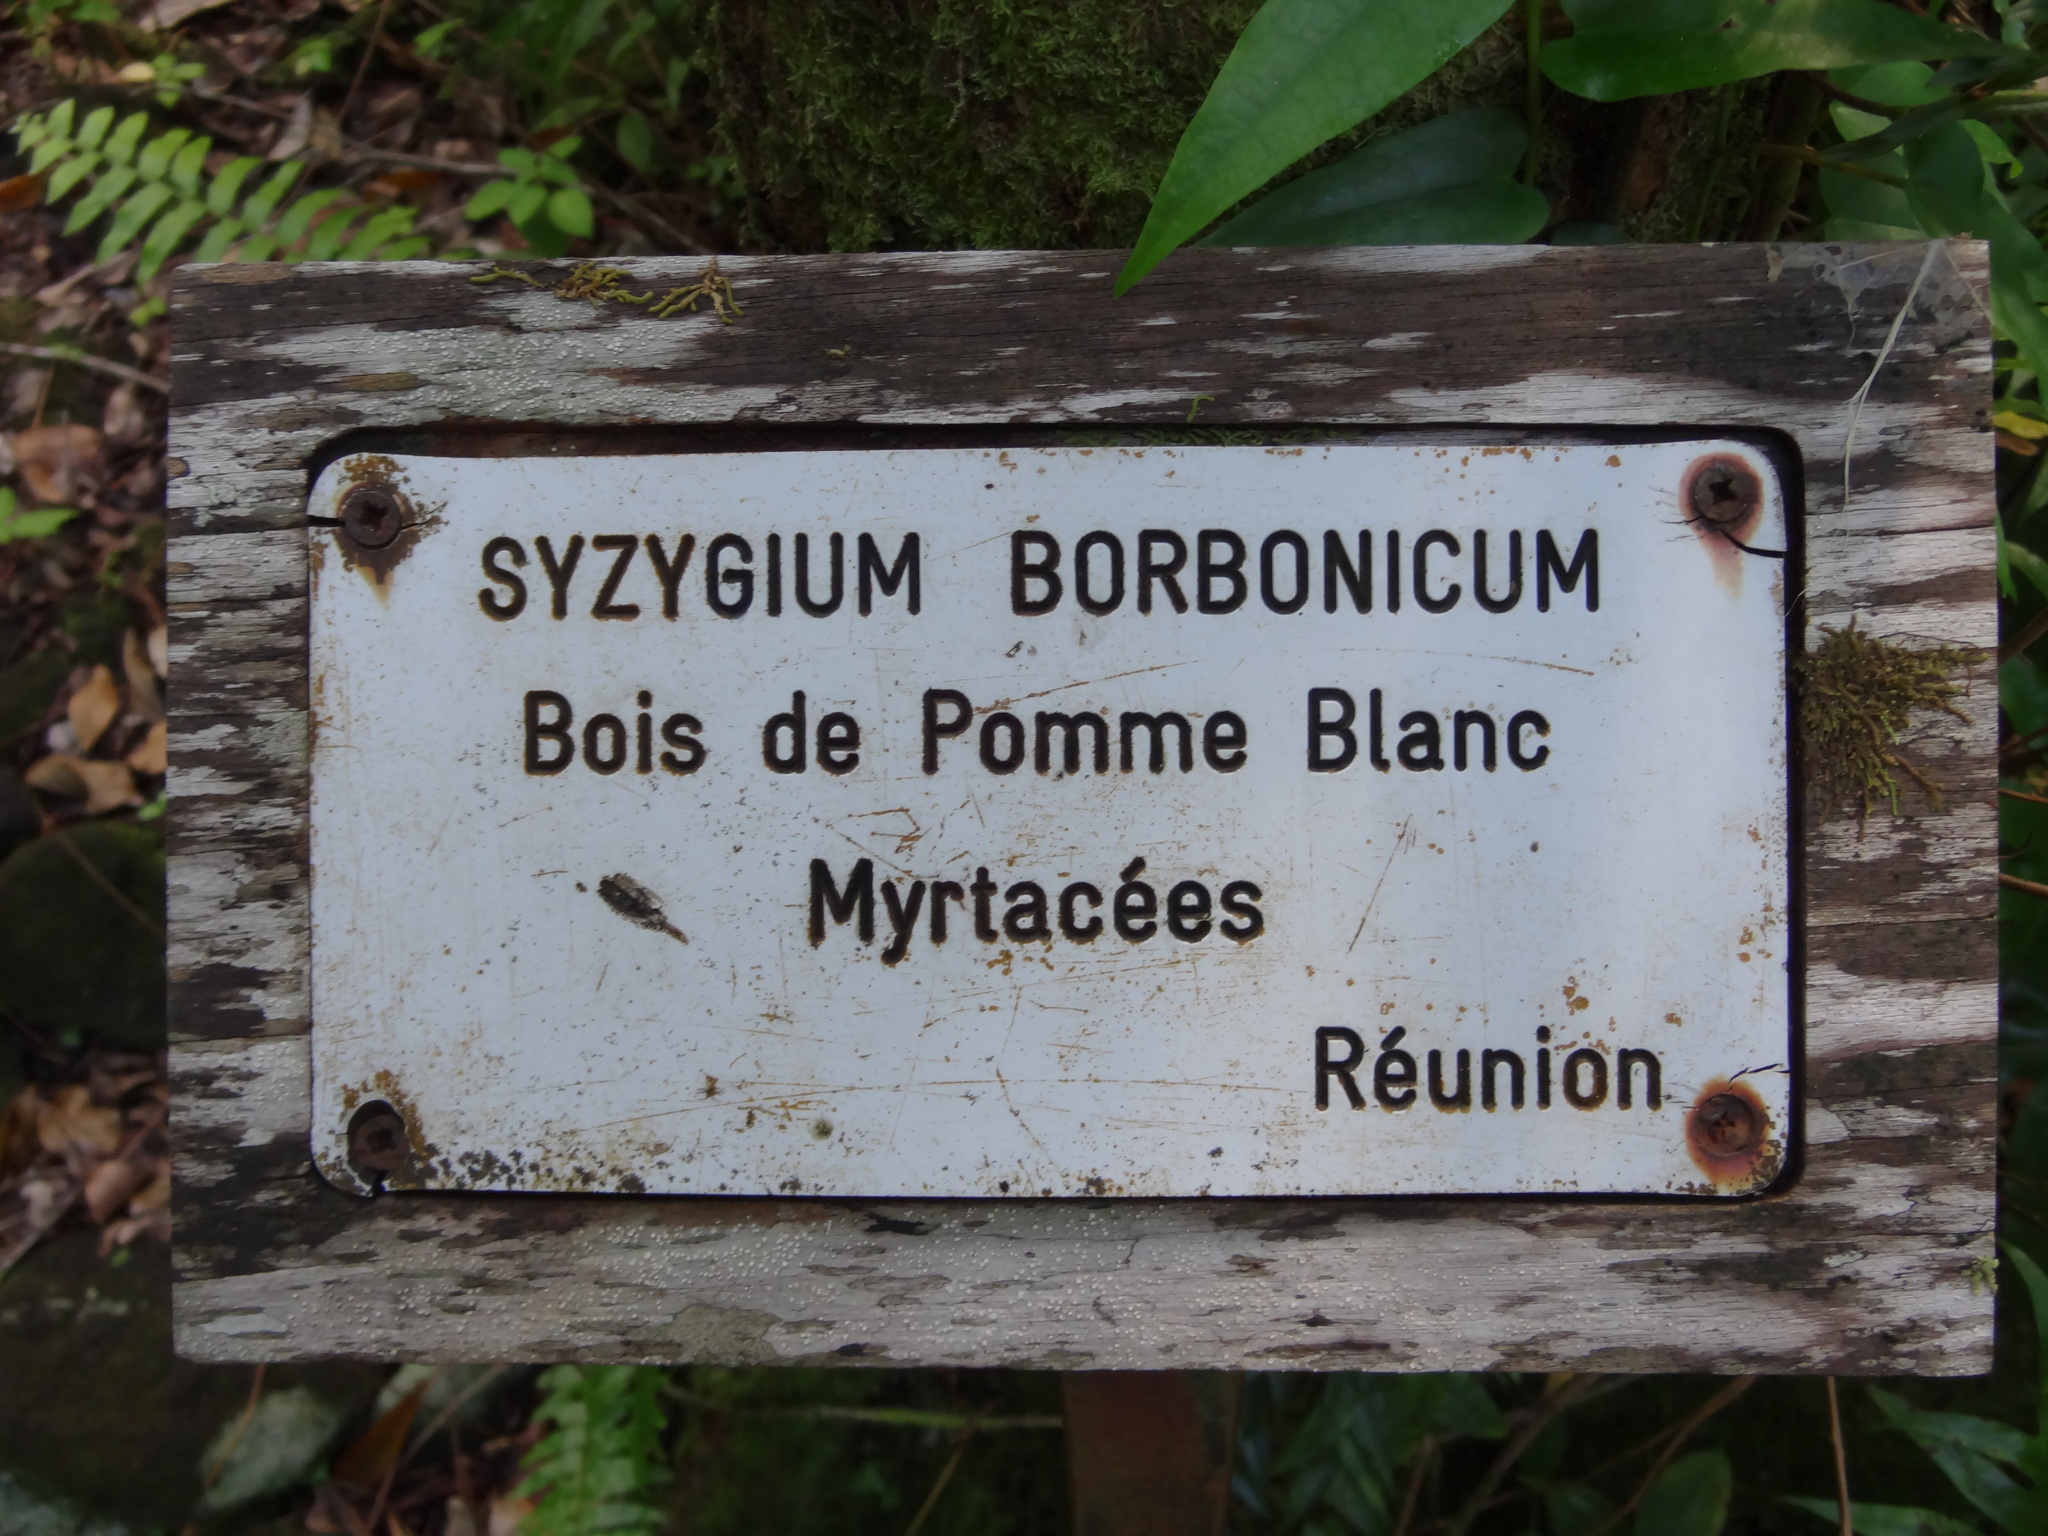 SYZYGIUM BORBONICUM
Bois de Pomme Blanc
Myrtacées
Réunion